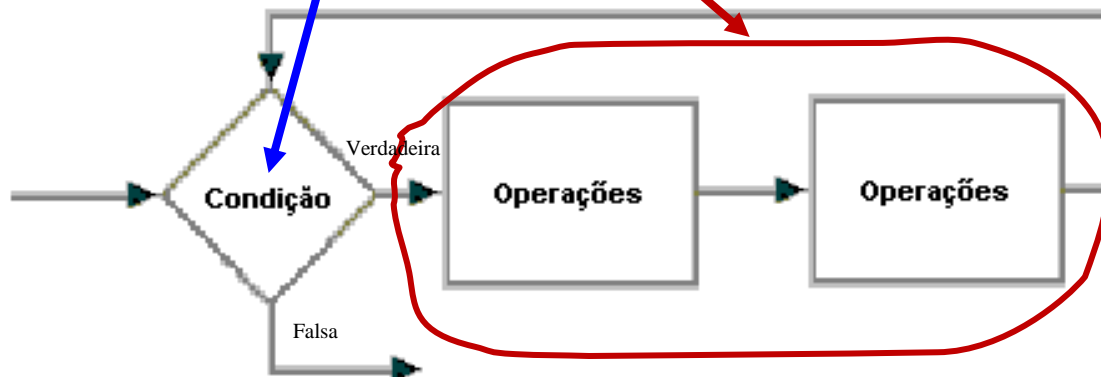 Verdadeira
Condição
Operações
Operações
Falsa